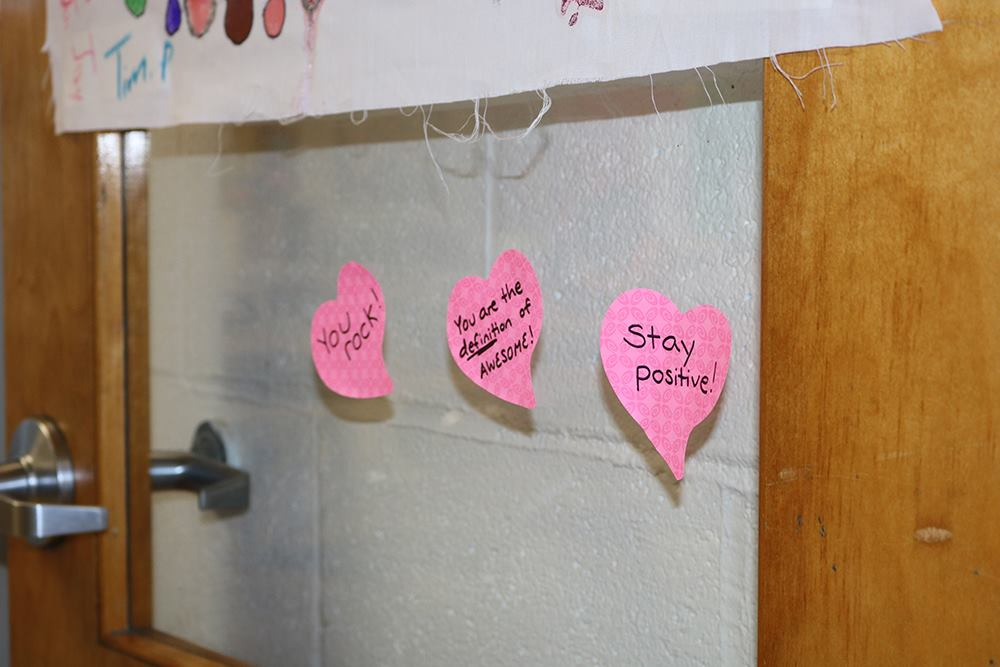 Tim.P
YOU
rock!
You are the
definition of
AWESOME!
Stay
positive!